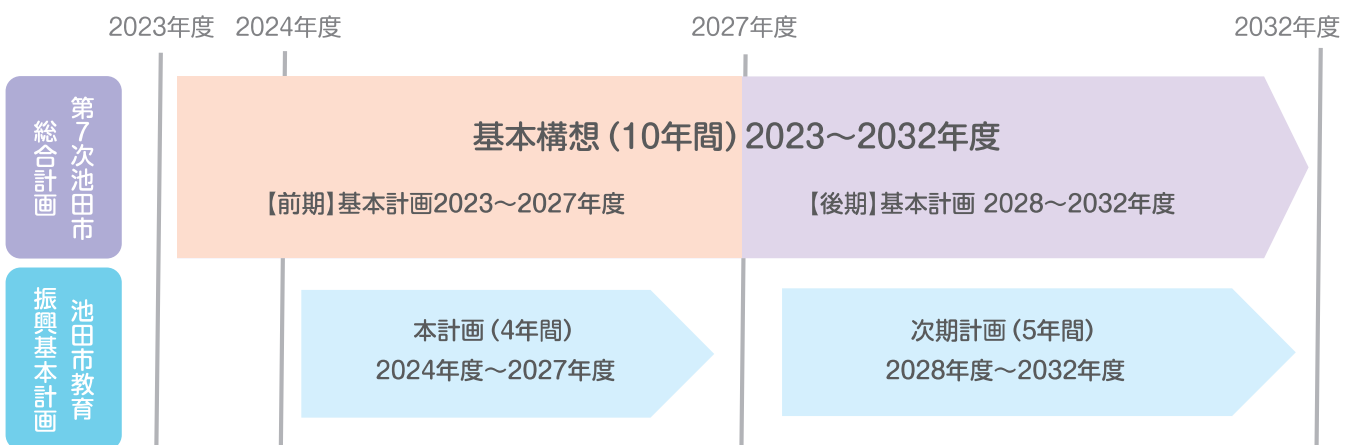 2023年度 2024年度 2027年度 2032年度
第7次池田市
総合計画
基本構想（10年間）2023～2032年度
【前期】基本計画2023～2027年度
【後期】基本計画 2028～2032年度
池田市教育
振興基本計画
本計画（4年間）
2024年度～2027年度
次期計画（5年間）
2028年度～2032年度